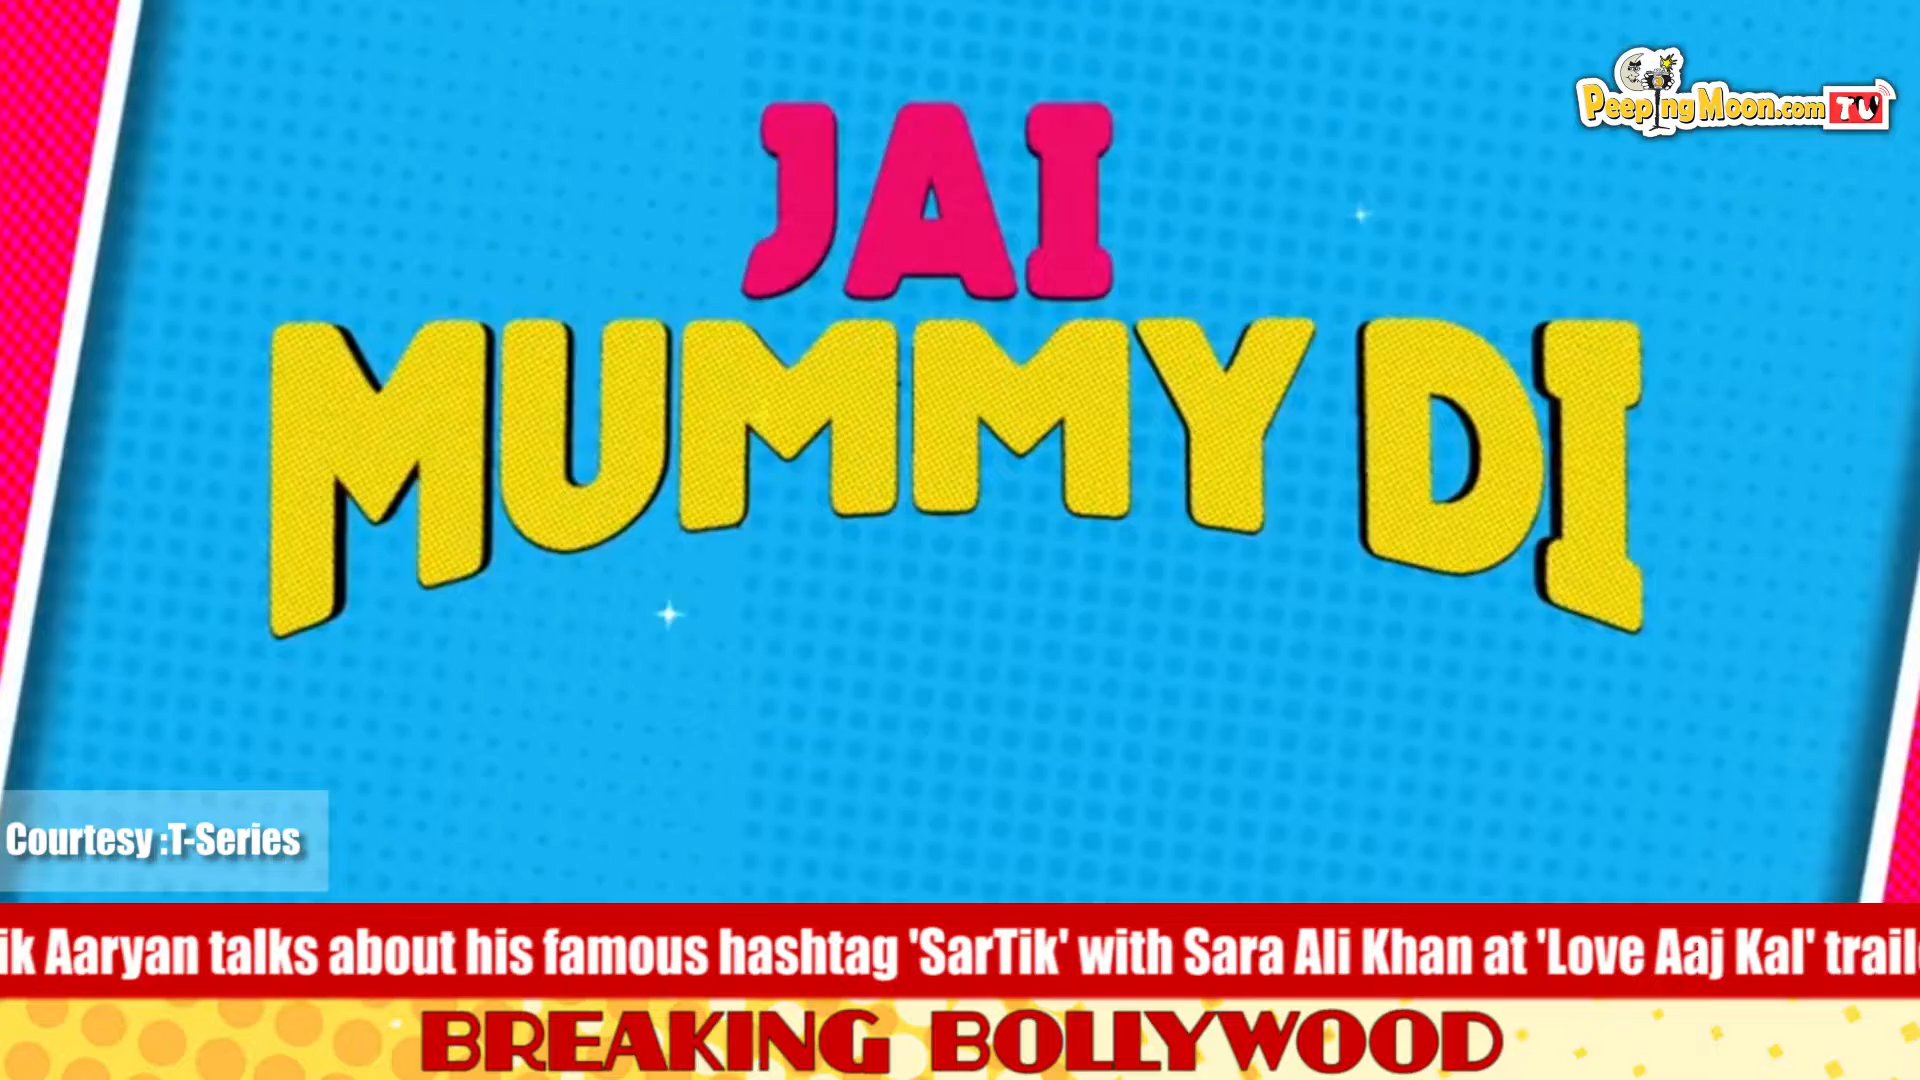 PeepingMoon.com TV
JAI
MUMMY DI
Courtesy :T-Series
ik Aaryan talks about his famous hashtag 'SarTik' with Sara Ali Khan at 'Love Aaj Kal' trail
BREAKING BOLLYWOOD